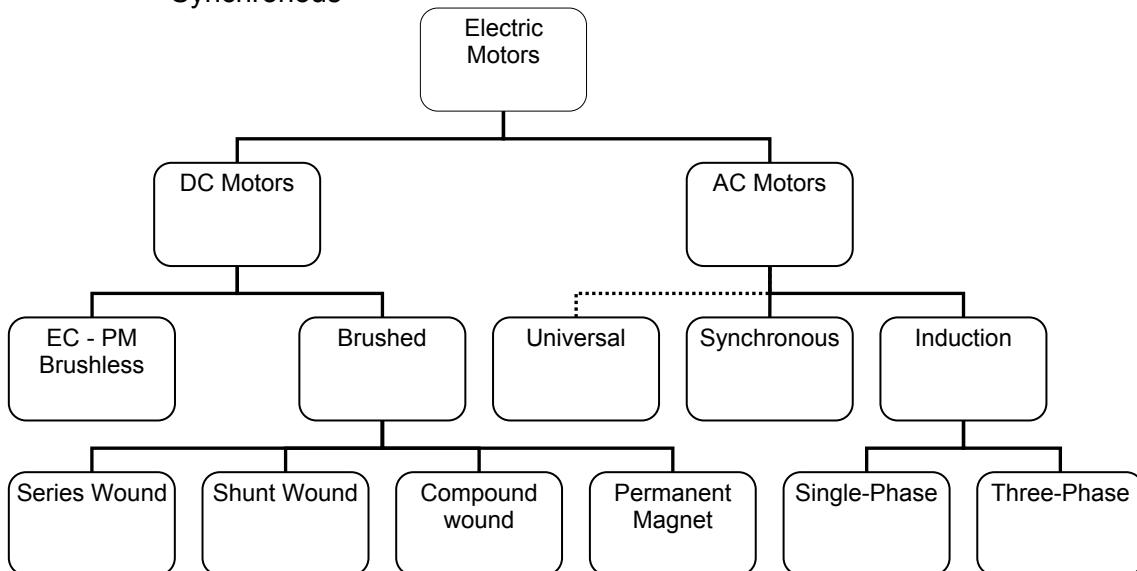 Synchronous
Electric
Motors
DC Motors
AC Motors
EC - PM
Brushless
Brushed
Universal
Synchronous
Induction
Series Wound
Shunt Wound
Compound
wound
Permanent
Magnet
Single-Phase
Three-Phase